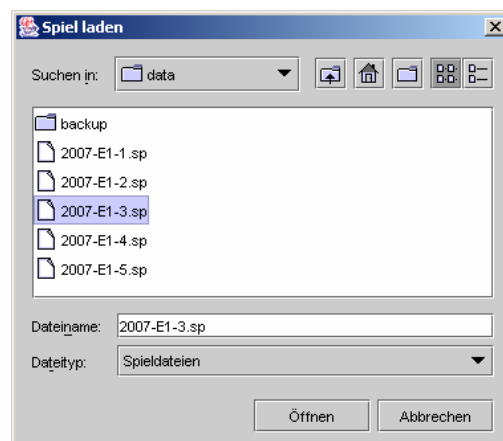 Spiel laden
Suchen in: data
backup
2007-E1-1.sp
2007-E1-2.sp
2007-E1-3.sp
2007-E1-4.sp
2007-E1-5.sp
Dateiname: 2007-E1-3.sp
Dateityp: Spieldateien
Öffnen Abbrechen